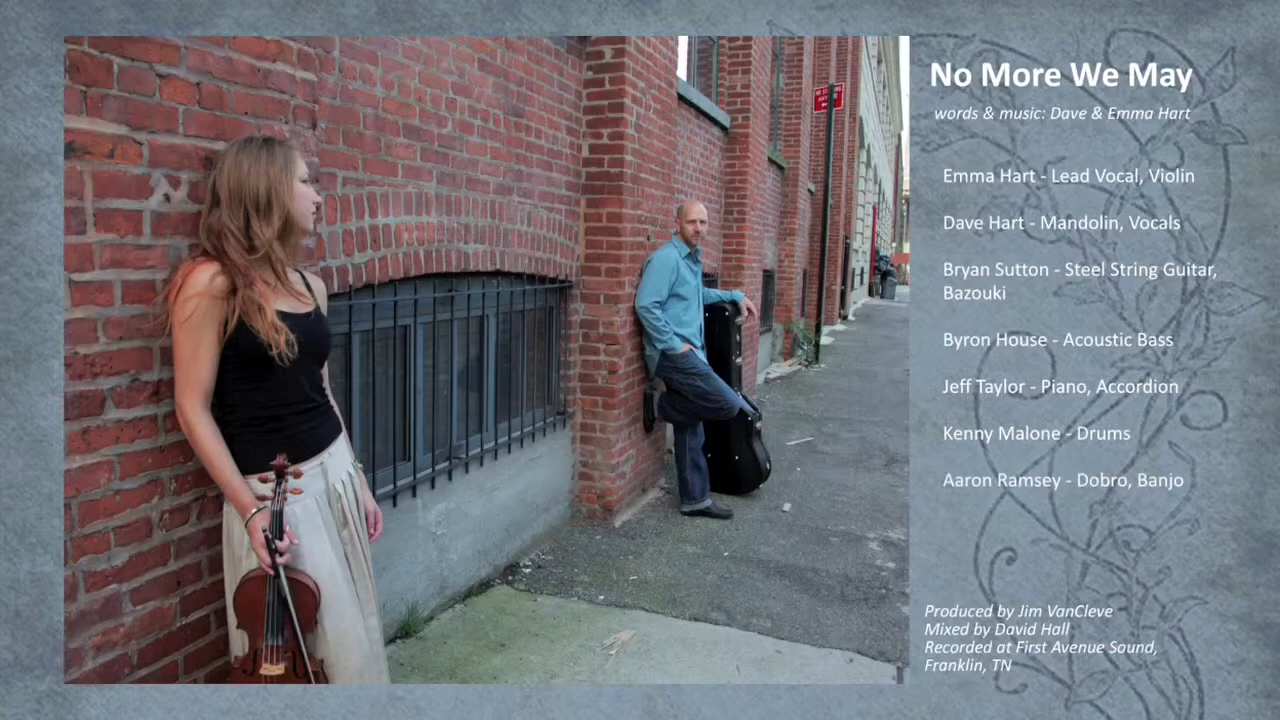 No More We May
words & music: Dave & Emma Hart
Emma Hart - Lead Vocal, Violin
Dave Hart - Mandolin, Vocals
Bryan Sutton - Steel String Guitar,
Bazouki
Byron House - Acoustic Bass
Jeff Taylor - Piano, Accordion
Kenny Malone - Drums
Aaron Ramsey - Dobro, Banjo
Produced by Jim VanCleve
Mixed by David Hall
Recorded at First Avenue Sound,
Franklin, TN